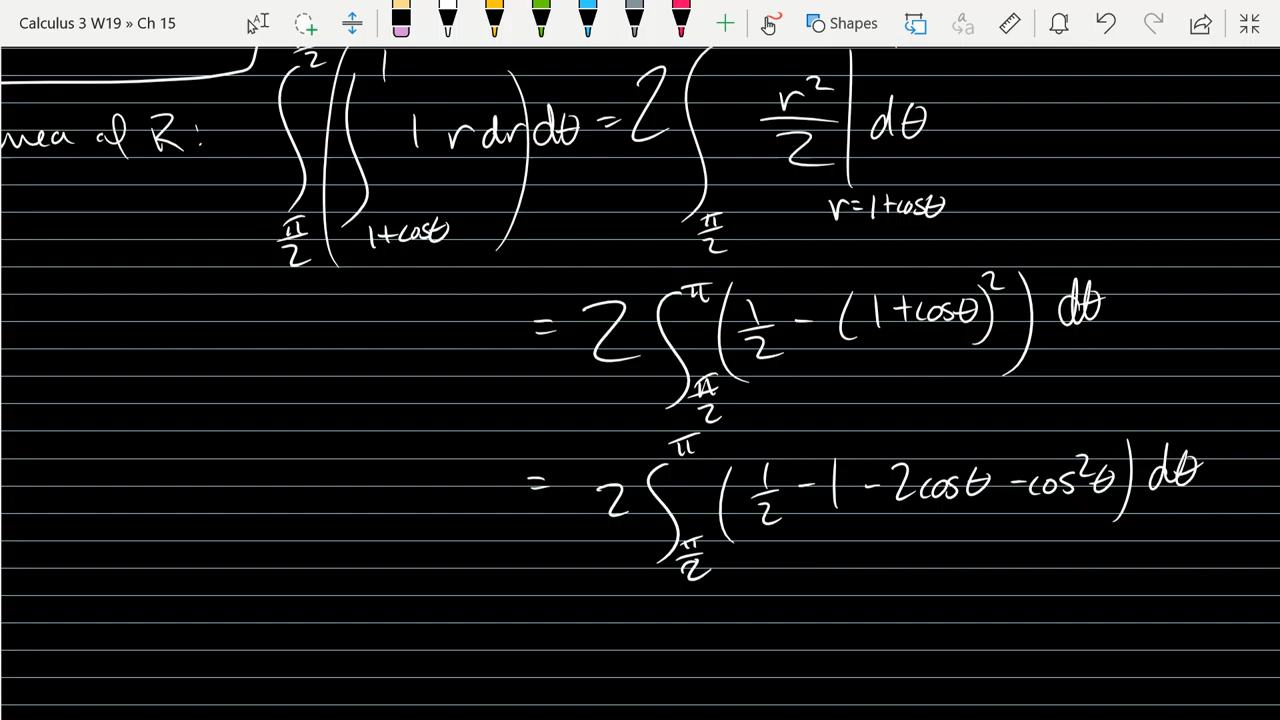 Calculus 3 W19 » Ch 15
Shapes
of R: ∫_{π/2} ( ∫_{1+cosθ}^{1} 1 r dr ) dθ = 2 ∫_{π/2} r²/2 |_{r=1+cosθ} dθ
= 2 ∫_{π/2}^{π} ( 1/2 - (1+cosθ)² ) dθ
= 2 ∫_{π/2}^{π} ( 1/2 - 1 - 2cosθ - cos²θ ) dθ